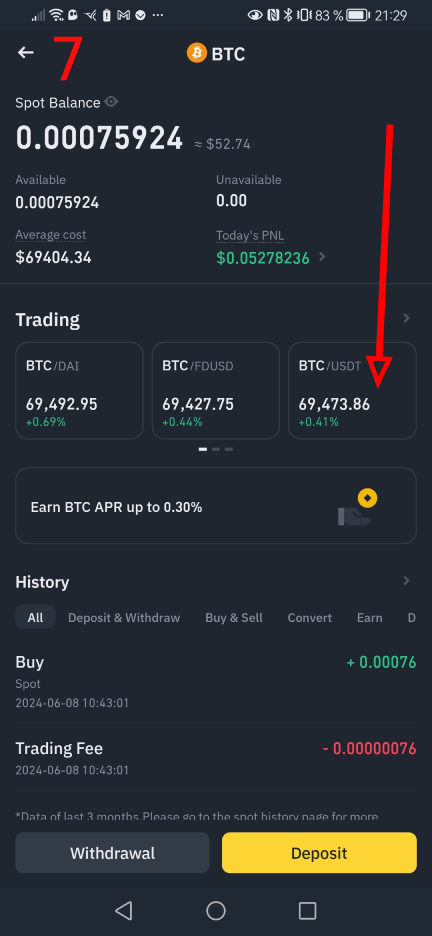 83 % 21:29
7
BTC
Spot Balance
0.00075924 ≈ $52.74
Available
Unavailable
0.00075924
0.00
Average cost
Today's PNL
$69404.34
$0.05278236
Trading
BTC/DAI
BTC/FDUSD
BTC/USDT
69,492.95
69,427.75
69,473.86
+0.69%
+0.44%
+0.41%
Earn BTC APR up to 0.30%
History
All Deposit & Withdraw Buy & Sell Convert Earn D
Buy
+ 0.00076
Spot
2024-06-08 10:43:01
Trading Fee
- 0.00000076
2024-06-08 10:43:01
*Data of last 3 months.Please go to the spot history page for more
Withdrawal
Deposit